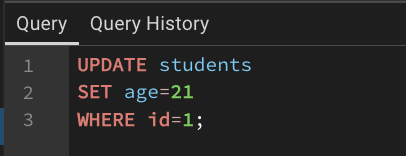 Query Query History
1 UPDATE students
2 SET age=21
3 WHERE id=1;